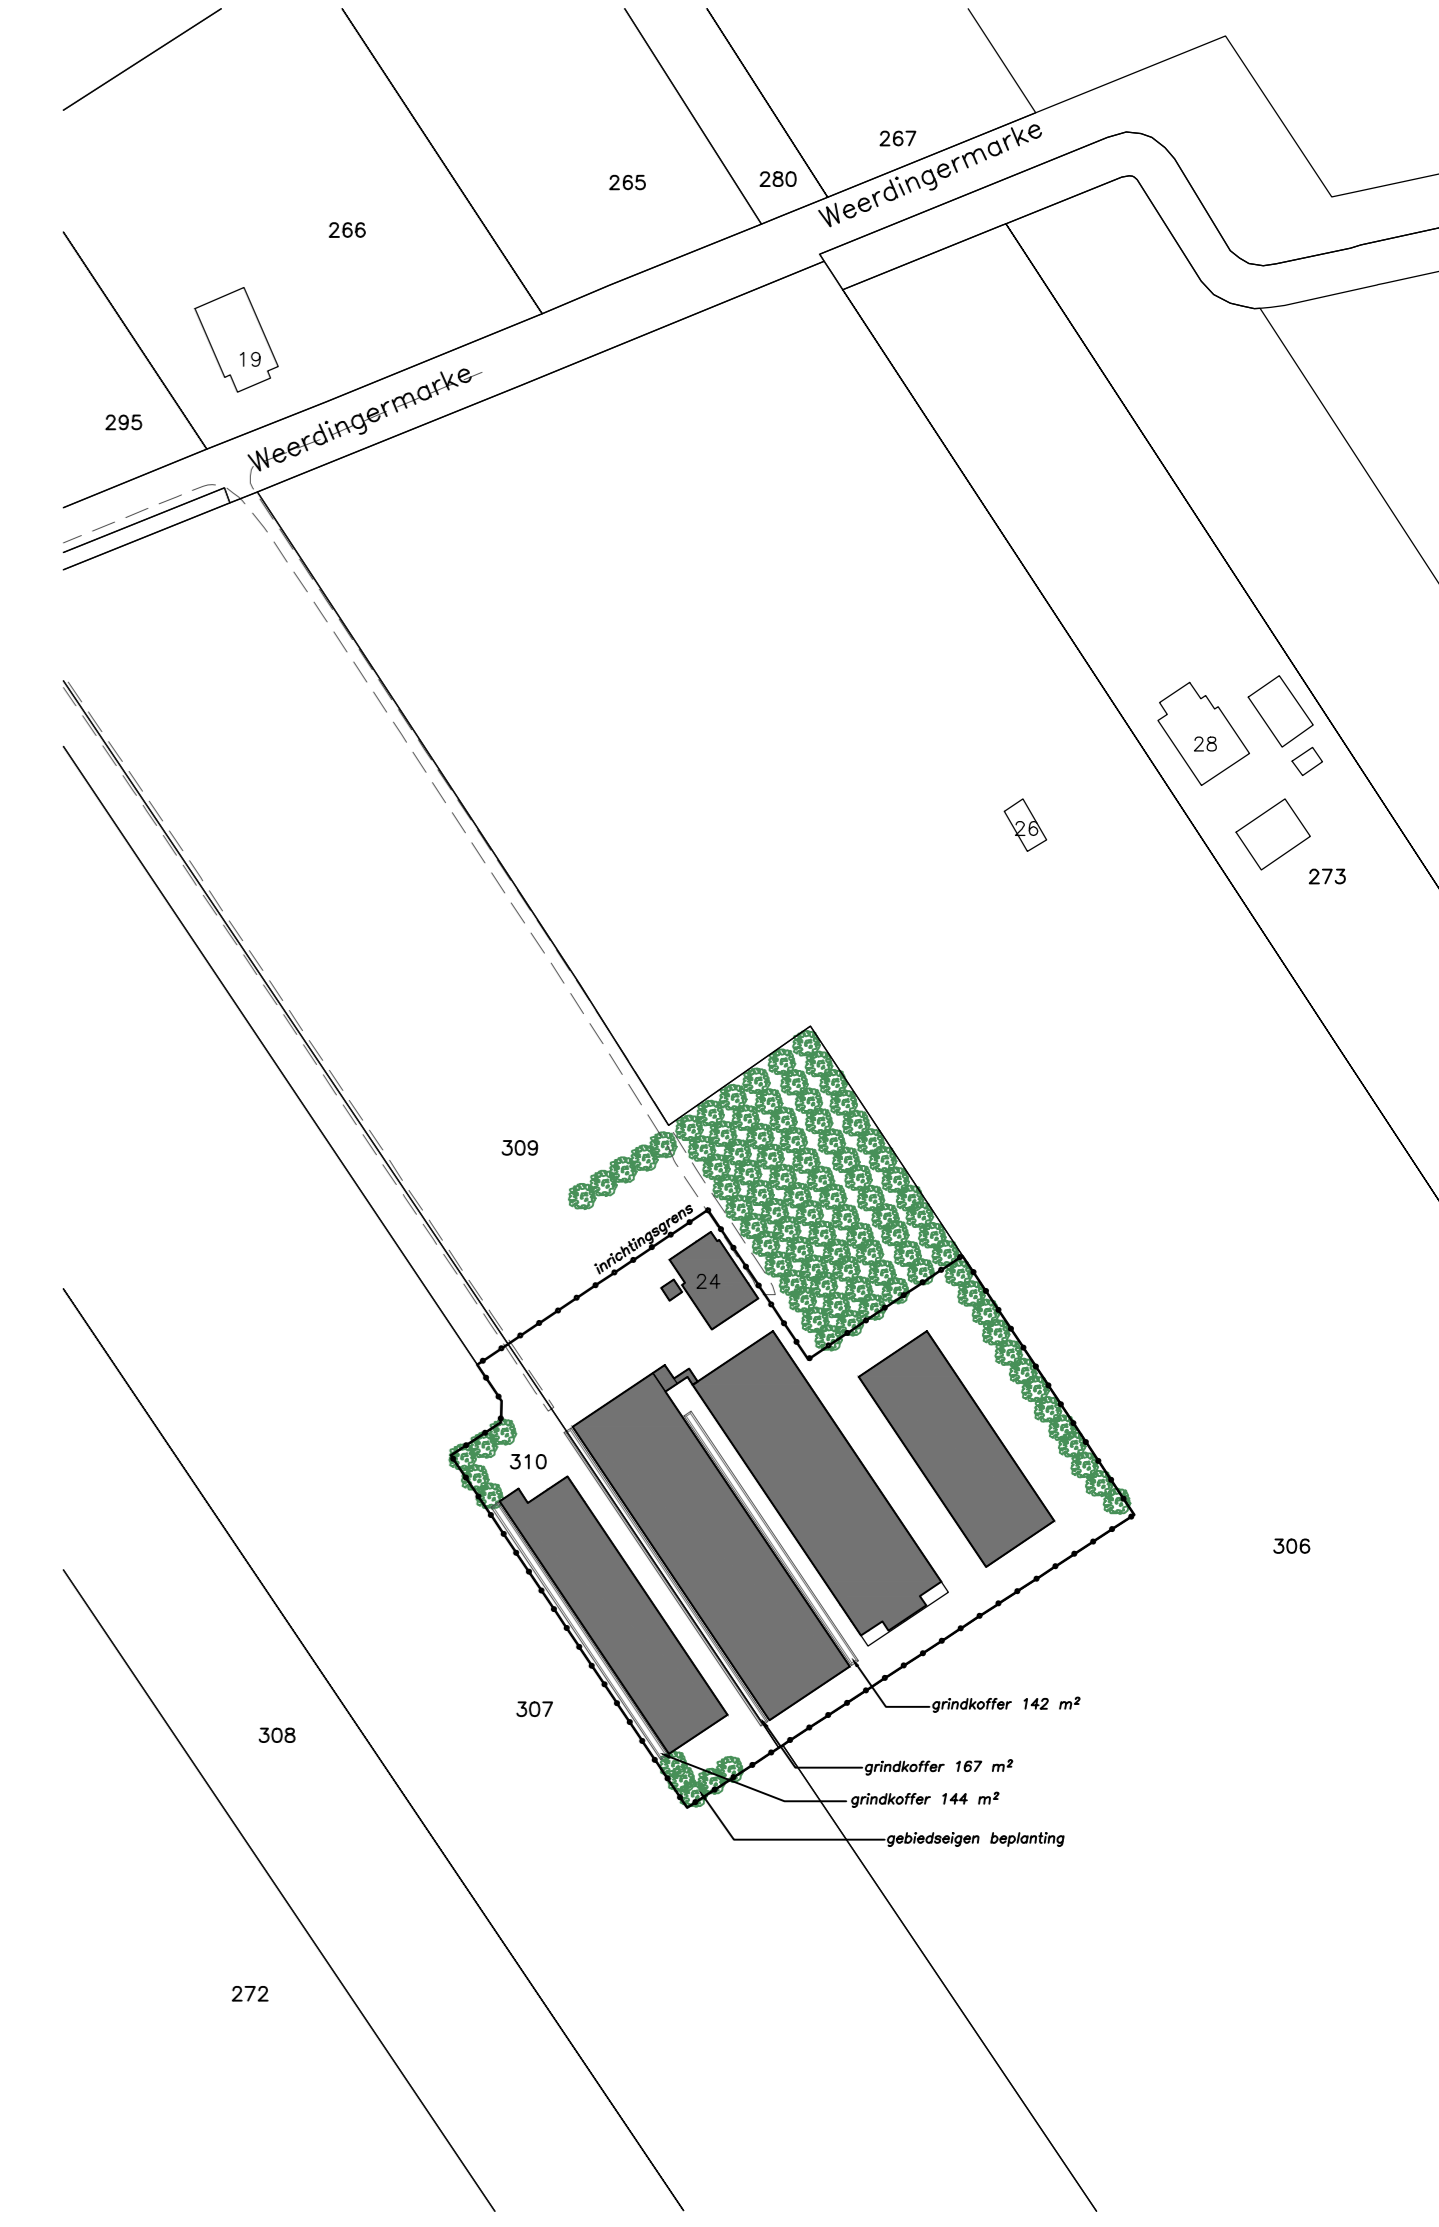 267
Weerdingermarke
280
265
266
19
Weerdingermarke
295
28
26
273
309
inrichtingsgrens
24
310
306
grindkoffer 142 m²
307
308
grindkoffer 167 m²
grindkoffer 144 m²
gebiedseigen beplanting
272